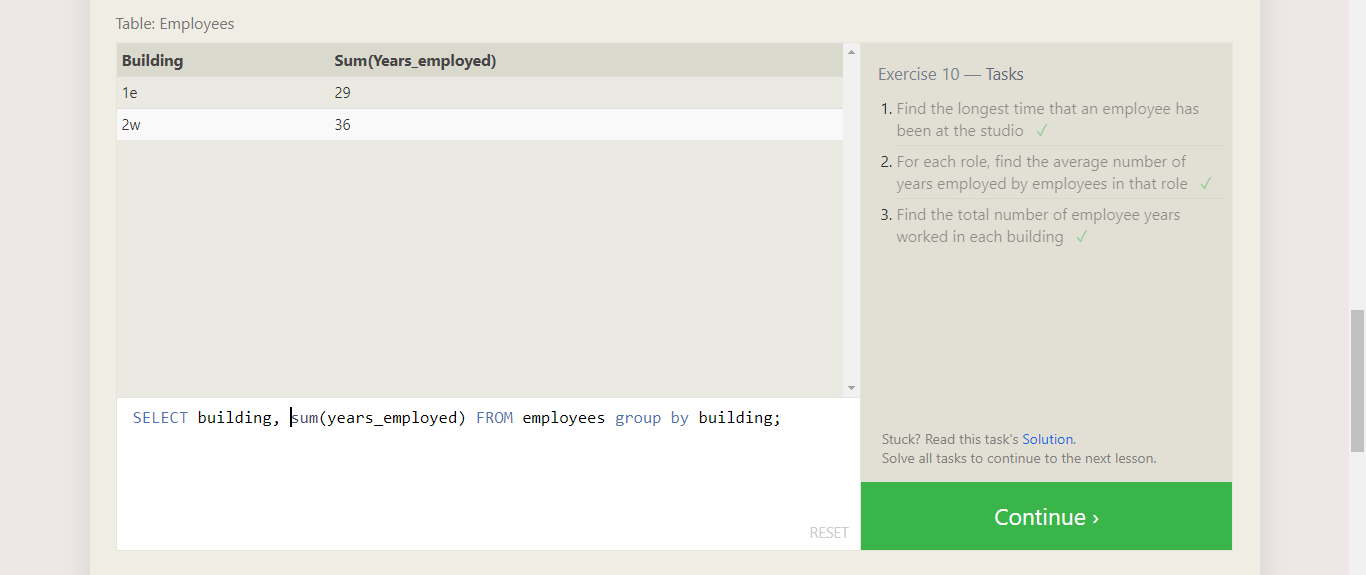 Table: Employees
Building Sum(Years_employed)
1e 29
2w 36
SELECT building, sum(years_employed) FROM employees group by building;
RESET
Exercise 10 — Tasks
1. Find the longest time that an employee has
been at the studio ✓
2. For each role, find the average number of
years employed by employees in that role ✓
3. Find the total number of employee years
worked in each building ✓
Stuck? Read this task's Solution.
Solve all tasks to continue to the next lesson.
Continue ›